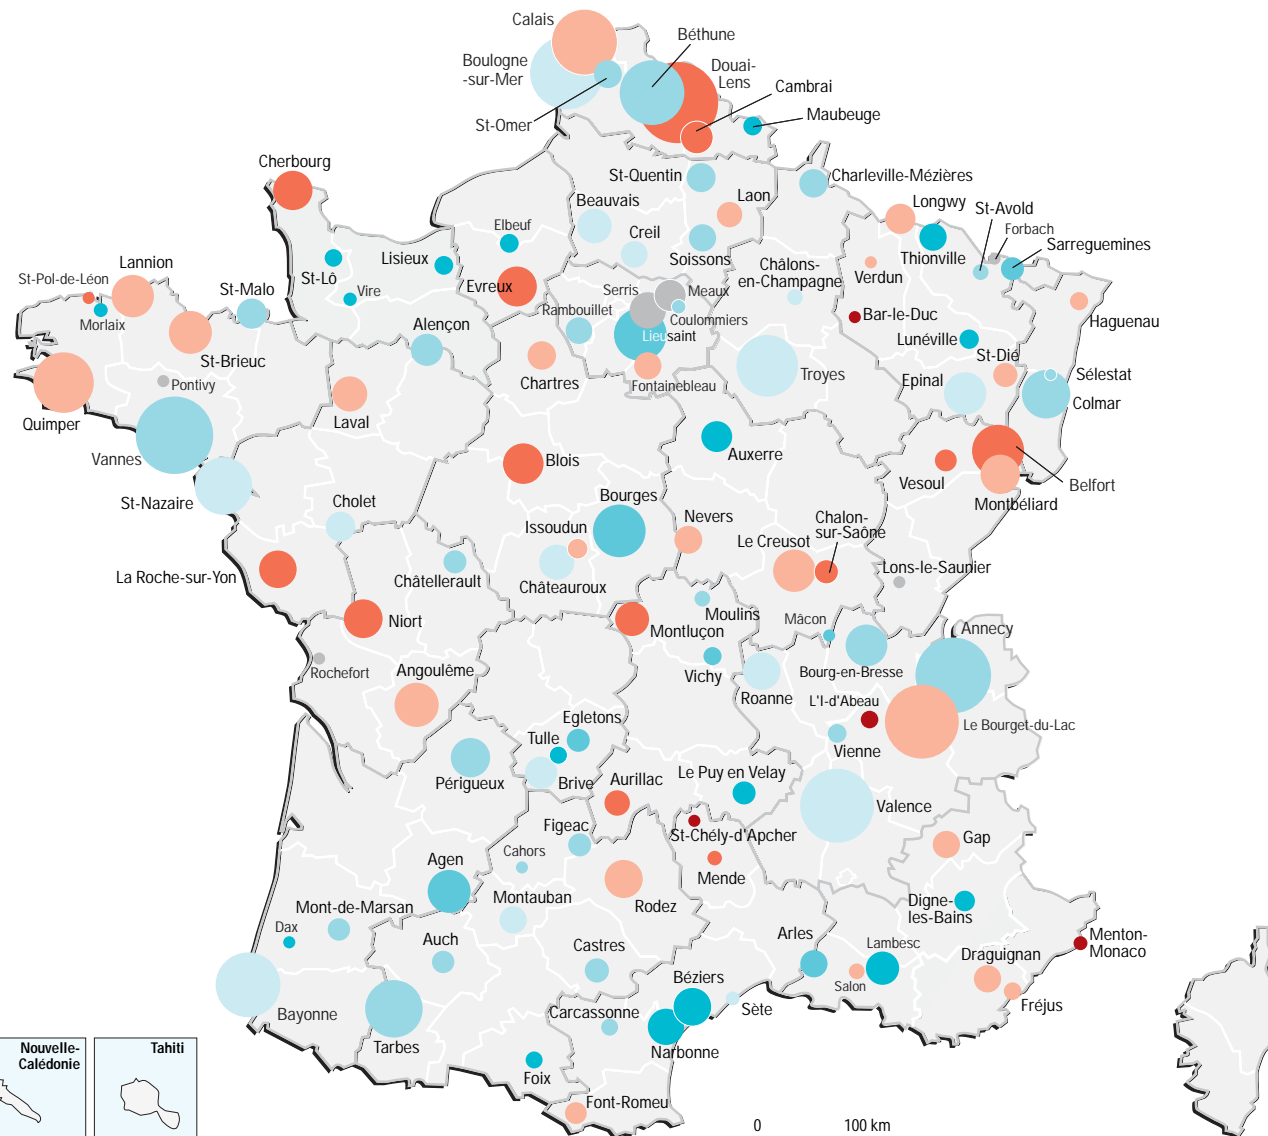 Calais
Béthune
Boulogne
-sur-Mer
Douai-
Lens
Cambrai
St-Omer
Maubeuge
Cherbourg
St-Quentin
Charleville-Mézières
Laon
Beauvais
Longwy
St-Avold
Elbeuf
Creil
Forbach
Sarreguemines
Lisieux
Soissons
Thionville
Lannion
St-Lô
Châlons-
en-Champagne
Verdun
St-Pol-de-Léon
St-Malo
Vire
Evreux
Serris
Meaux
Rambouillet
Coulommiers
Bar-le-Duc
Haguenau
Morlaix
Alençon
Lieusaint
Lunéville
St-Brieuc
St-Dié
Pontivy
Chartres
Fontainebleau
Troyes
Epinal
Sélestat
Colmar
Quimper
Laval
Auxerre
Vannes
Blois
Vesoul
Belfort
St-Nazaire
Cholet
Bourges
Montbéliard
Issoudun
Nevers
Chalon-
sur-Saône
Le Creusot
La Roche-sur-Yon
Châtellerault
Châteauroux
Lons-le-Saunier
Niort
Montluçon
Moulins
Mâcon
Annecy
Rochefort
Angoulême
Vichy
Bourg-en-Bresse
Roanne
L'I-d'Abeau
Egletons
Le Bourget-du-Lac
Tulle
Vienne
Périgueux
Brive
Aurillac
Le Puy en Velay
Valence
Figeac
St-Chély-d'Apcher
Gap
Cahors
Agen
Mende
Montauban
Rodez
Digne-
les-Bains
Mont-de-Marsan
Dax
Auch
Castres
Arles
Lambesc
Menton-
Monaco
Draguignan
Béziers
Salon
Bayonne
Carcassonne
Sète
Fréjus
Tarbes
Narbonne
Nouvelle-
Calédonie
Tahiti
Foix
Font-Romeu
0 100 km